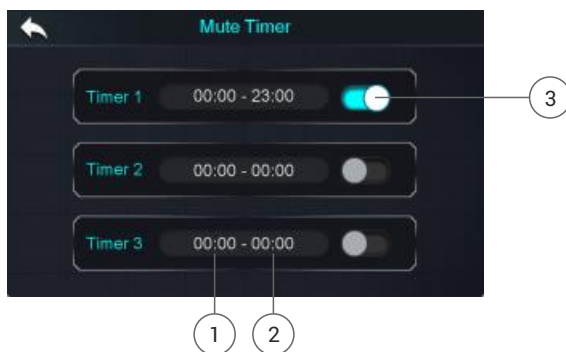 Mute Timer
Timer 1 00:00 - 23:00
3
Timer 2 00:00 - 00:00
Timer 3 00:00 - 00:00
1 2